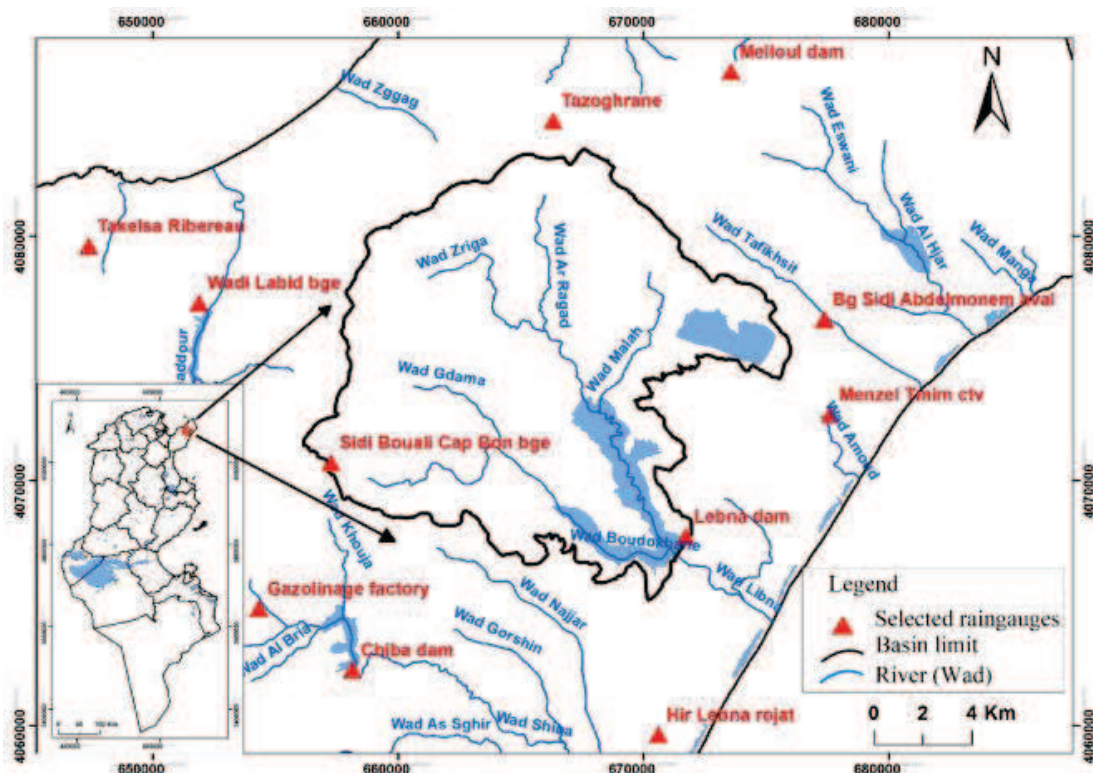 650000
660000
670000
680000
Melloul dam
N
Wad Zggag
Tazoghrane
Wad Eswani
Takelsa Ribereau
Wad Al Hjar
Wad Manga
4080000
4080000
Wad Tafikhsit
Wad Zriga
Wad Ar Ragad
Wadi Labid bge
Bg Sidi Abdelmonem aval
addour
Wad Malah
Wad Gdama
Menzel Tmim ctv
Wad Amoud
Sidi Bouali Cap Bon bge
4070000
4070000
Lebna dam
Wad Khouja
Wad Boudokhane
Wad Libna
Gazolinage factory
Wad Najjar
Wad Gorshin
Wad Al Bria
Chiba dam
Legend
Selected raingauges
Basin limit
River (Wad)
0 2 4 Km
Hir Lebna rojat
Wad As Sghir
Wad Shiba
4060000
4060000
650000
660000
670000
680000